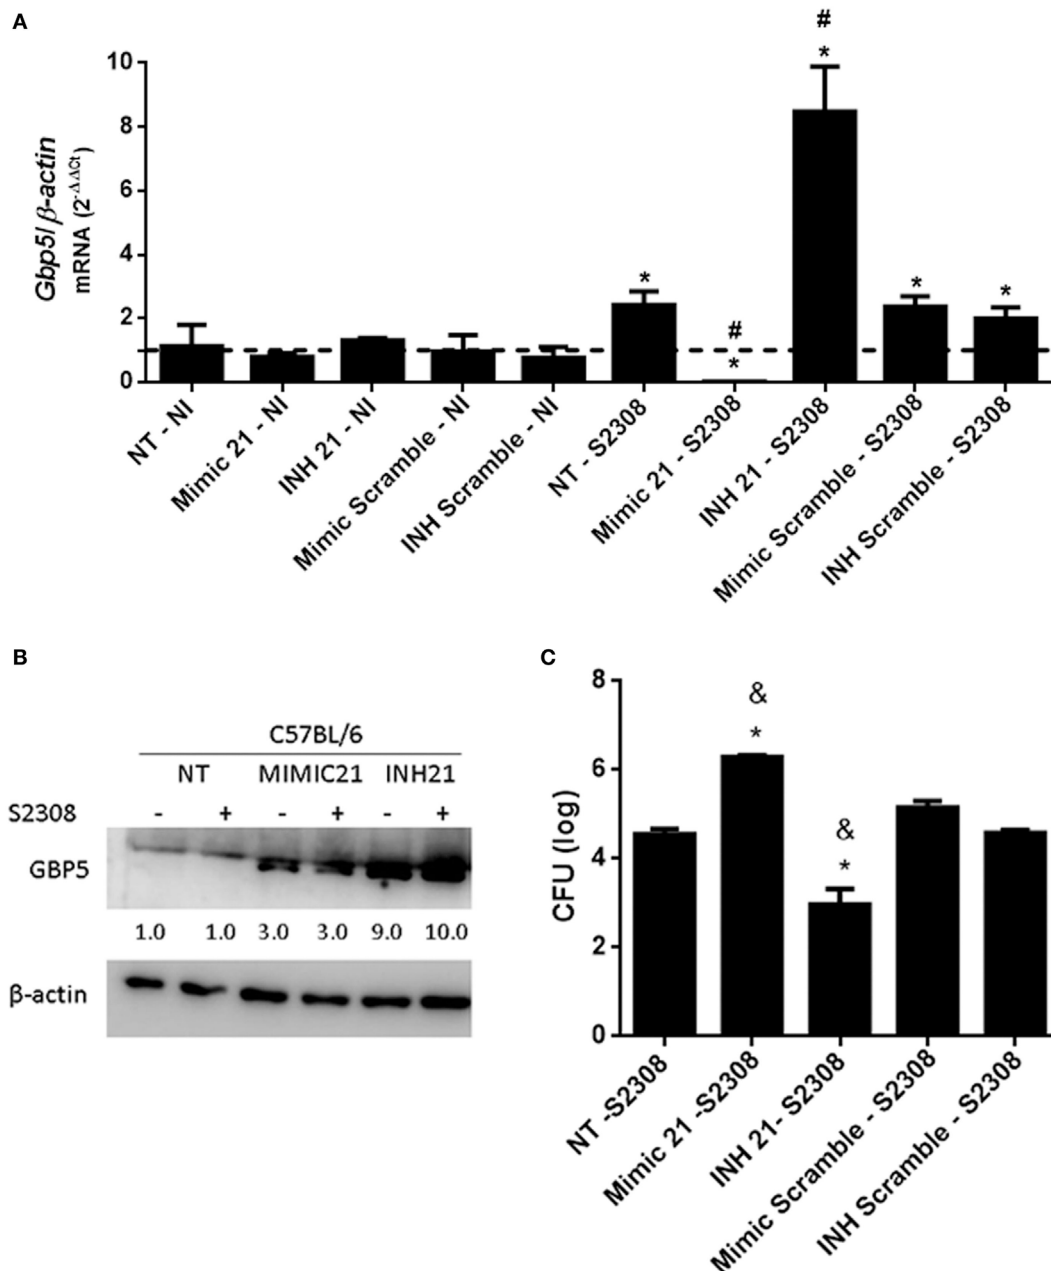 A
#
*
10
8
6
4
2
0
Gbp5/ β-actin
mRNA (2^-ΔΔCt)
*
#
*
*
*
NT - NI
Mimic 21 - NI
INH 21 - NI
Mimic Scramble - NI
INH Scramble - NI
NT - S2308
Mimic 21 - S2308
INH 21 - S2308
Mimic Scramble - S2308
INH Scramble - S2308
B
C57BL/6
NT MIMIC21 INH21
S2308 - + - + - +
GBP5
1.0 1.0 3.0 3.0 9.0 10.0
β-actin
C
8
6
4
2
0
CFU (log)
&
*
&
*
NT -S2308
Mimic 21 -S2308
INH 21- S2308
Mimic Scramble - S2308
INH Scramble - S2308